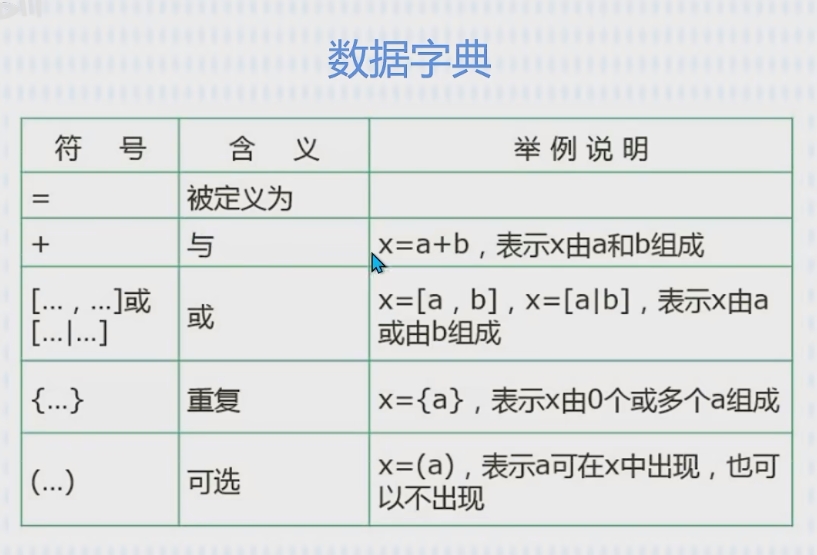 数据字典
符 号 含 义 举例说明
= 被定义为
+ 与 x=a+b，表示x由a和b组成
[…，…]或
[…|…]
或
x=[a，b]，x=[a|b]，表示x由a
或由b组成
{…} 重复 x={a}，表示x由0个或多个a组成
(…) 可选
x=(a)，表示a可在x中出现，也可
以不出现